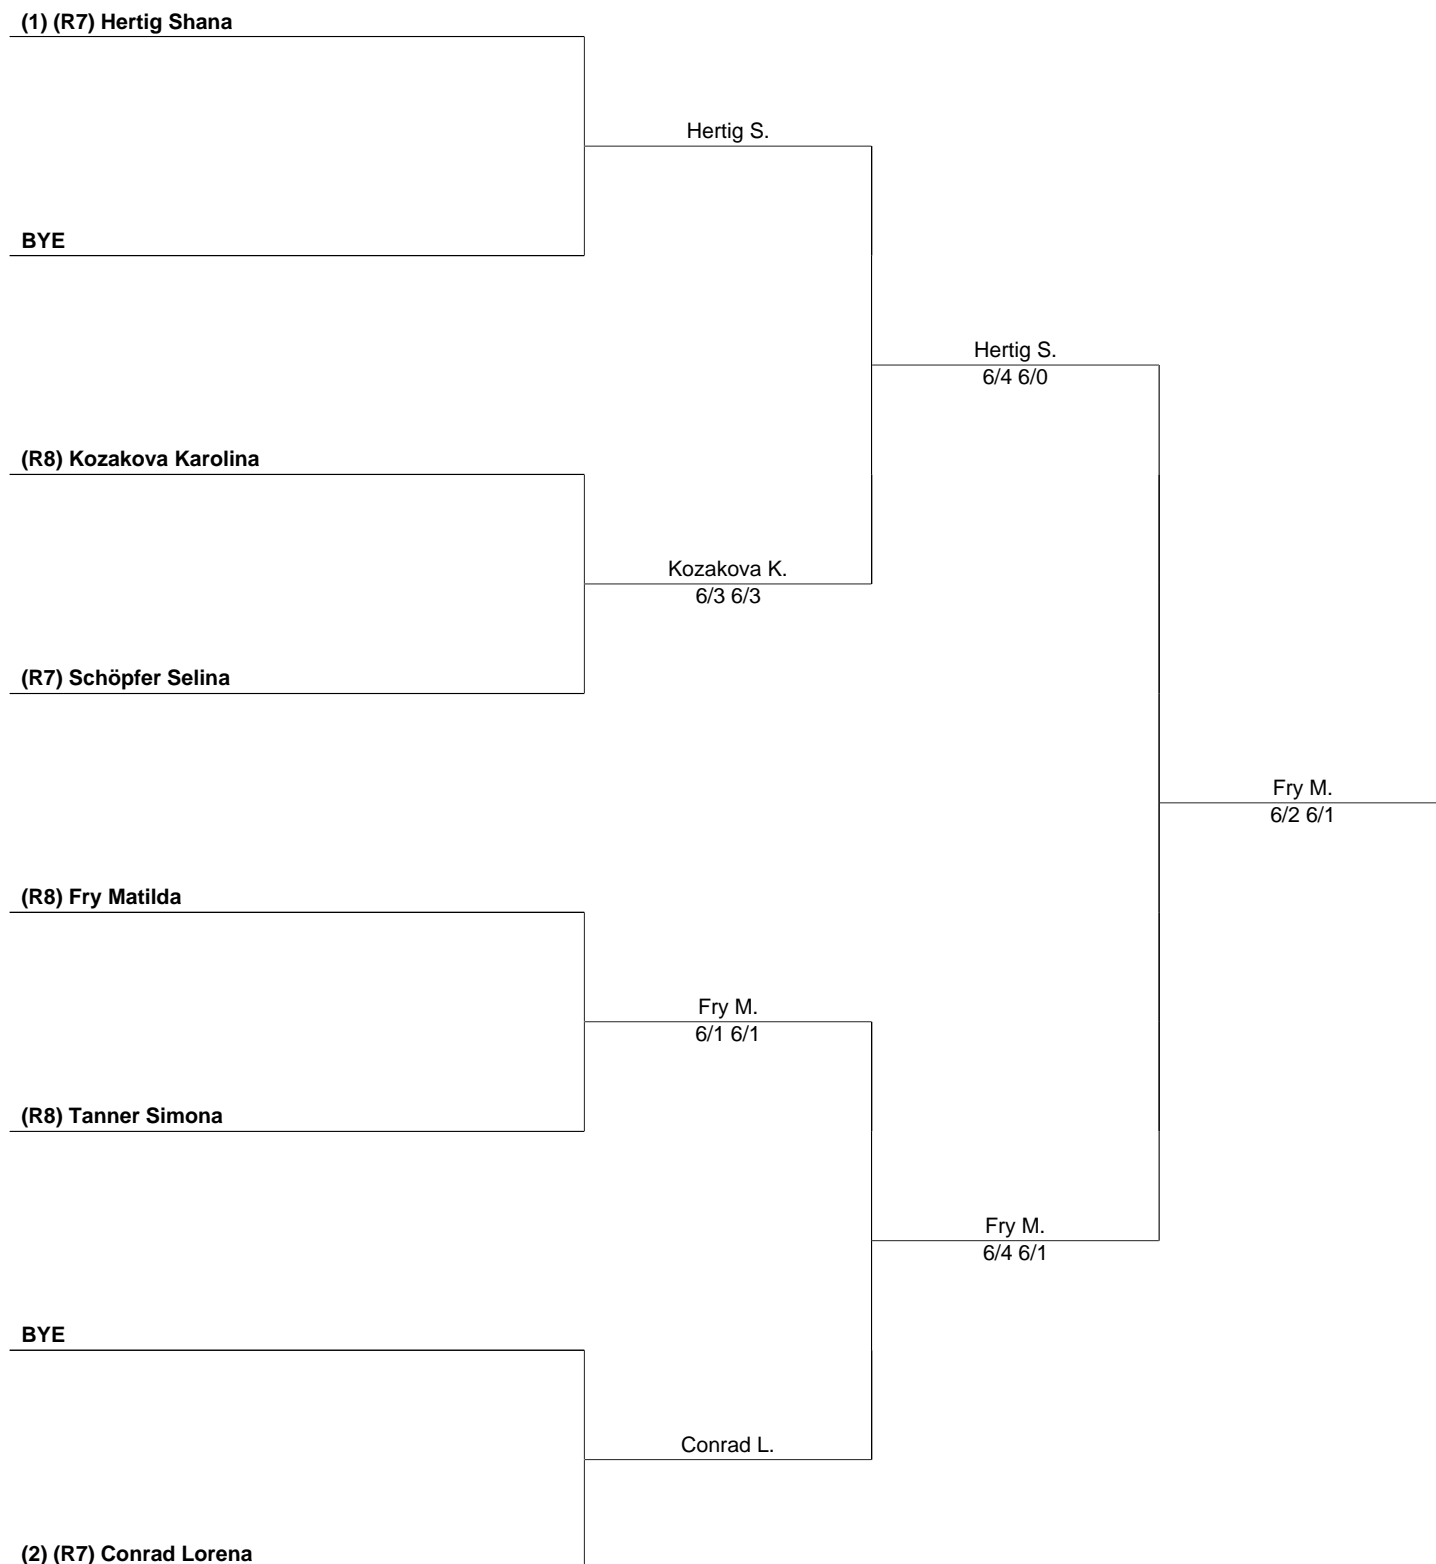 (1) (R7) Hertig Shana
Hertig S.
BYE
Hertig S.
6/4 6/0
(R8) Kozakova Karolina
Kozakova K.
6/3 6/3
(R7) Schöpfer Selina
Fry M.
6/2 6/1
(R8) Fry Matilda
Fry M.
6/1 6/1
(R8) Tanner Simona
Fry M.
6/4 6/1
BYE
Conrad L.
(2) (R7) Conrad Lorena